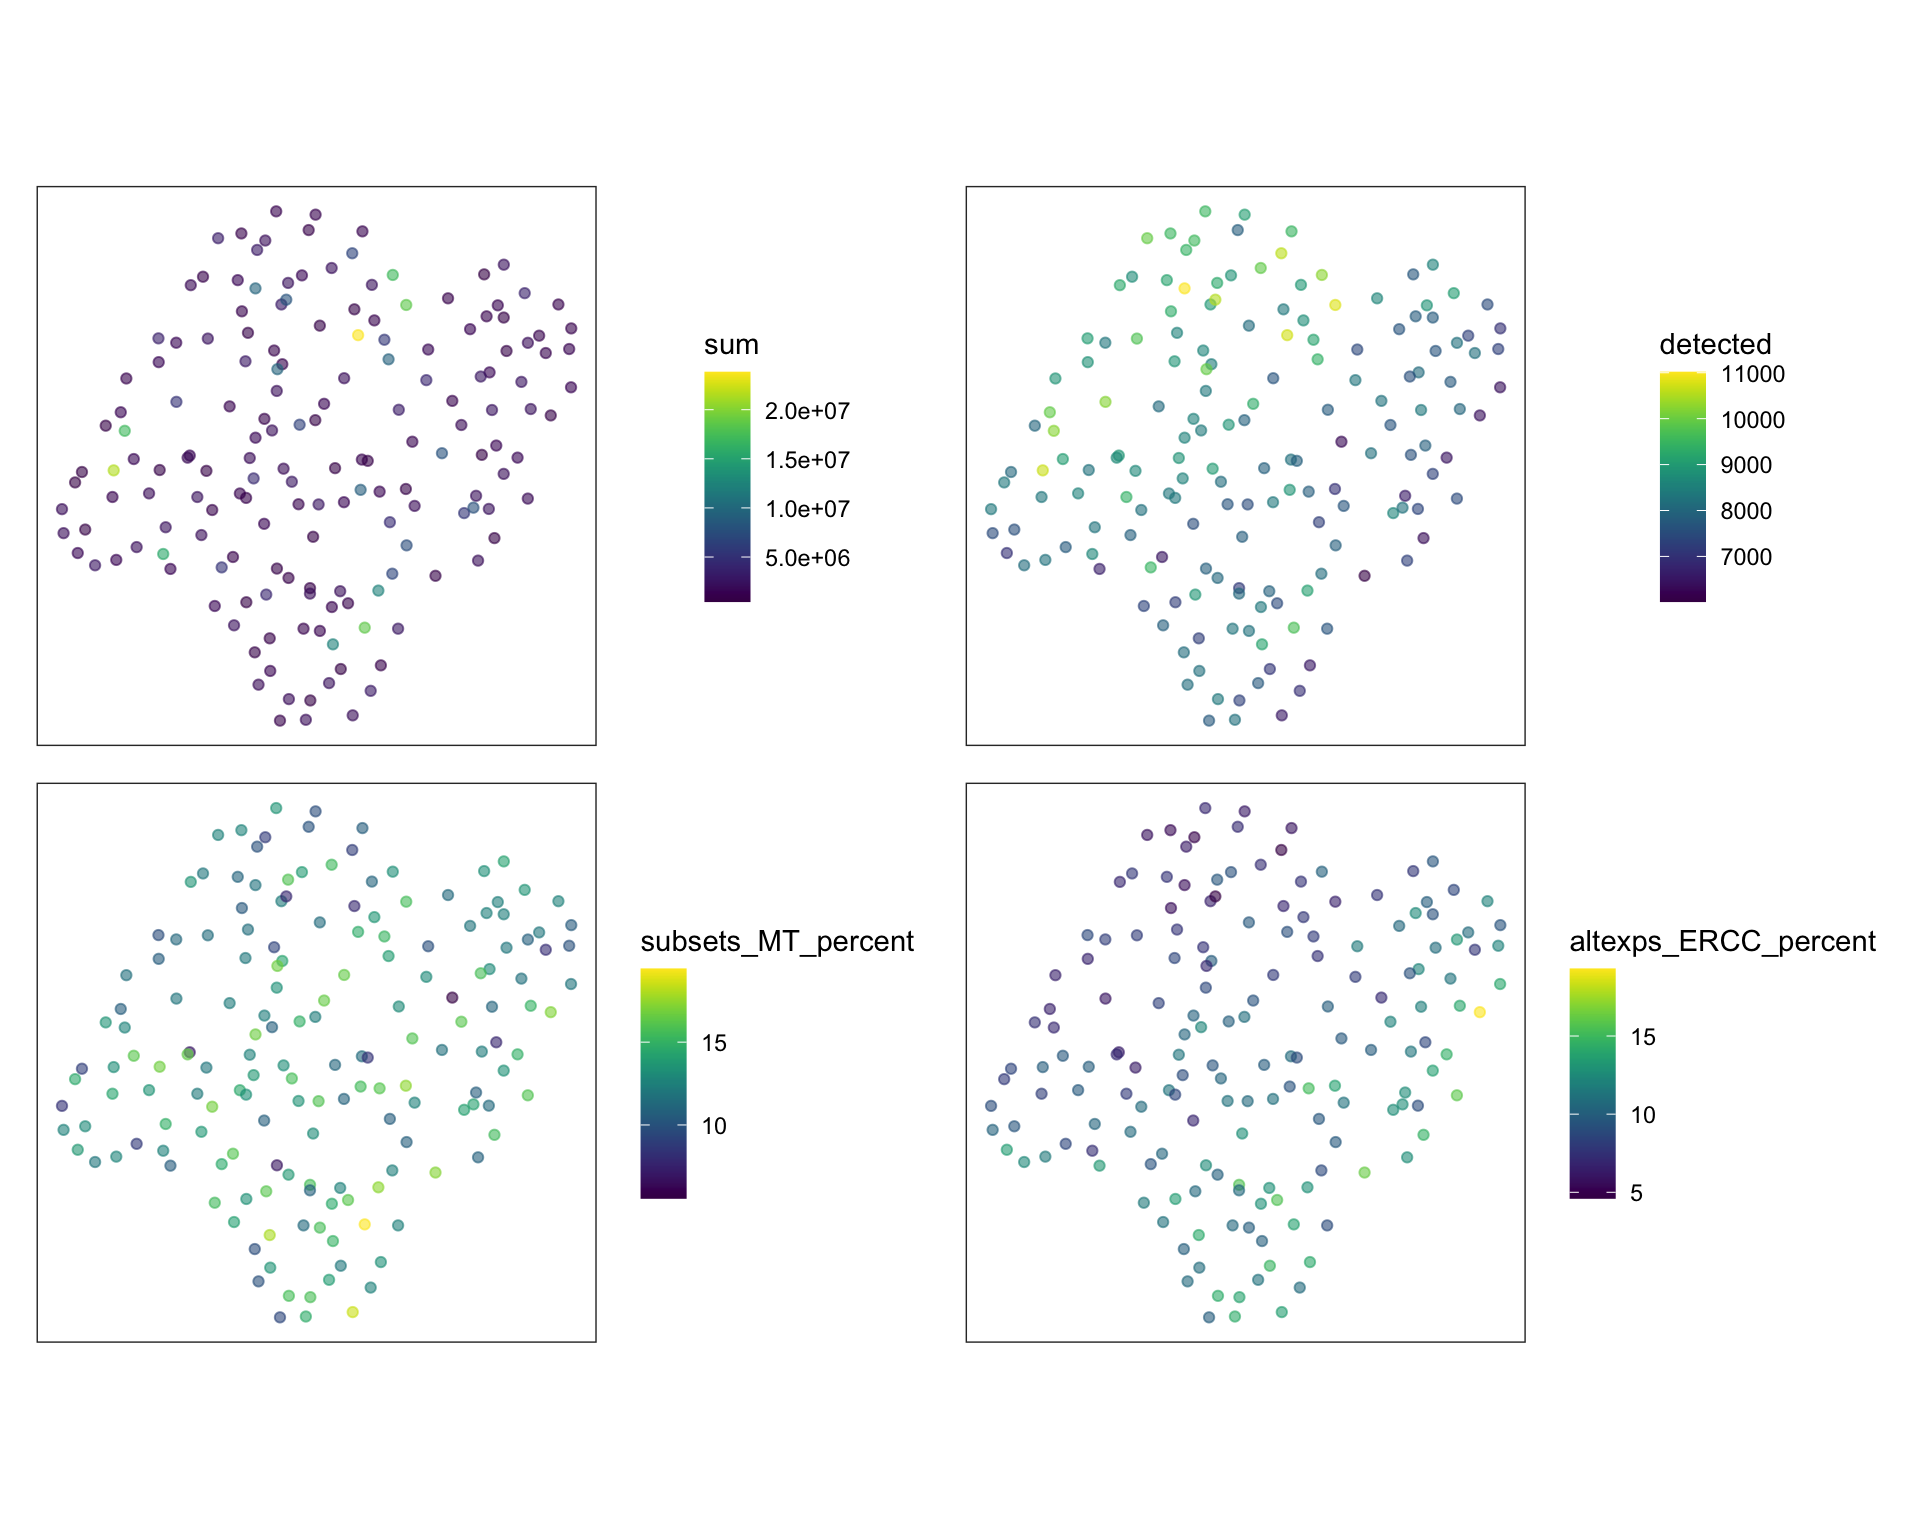 sum
2.0e+07
1.5e+07
1.0e+07
5.0e+06
detected
11000
10000
9000
8000
7000
subsets_MT_percent
15
10
altexps_ERCC_percent
15
10
5